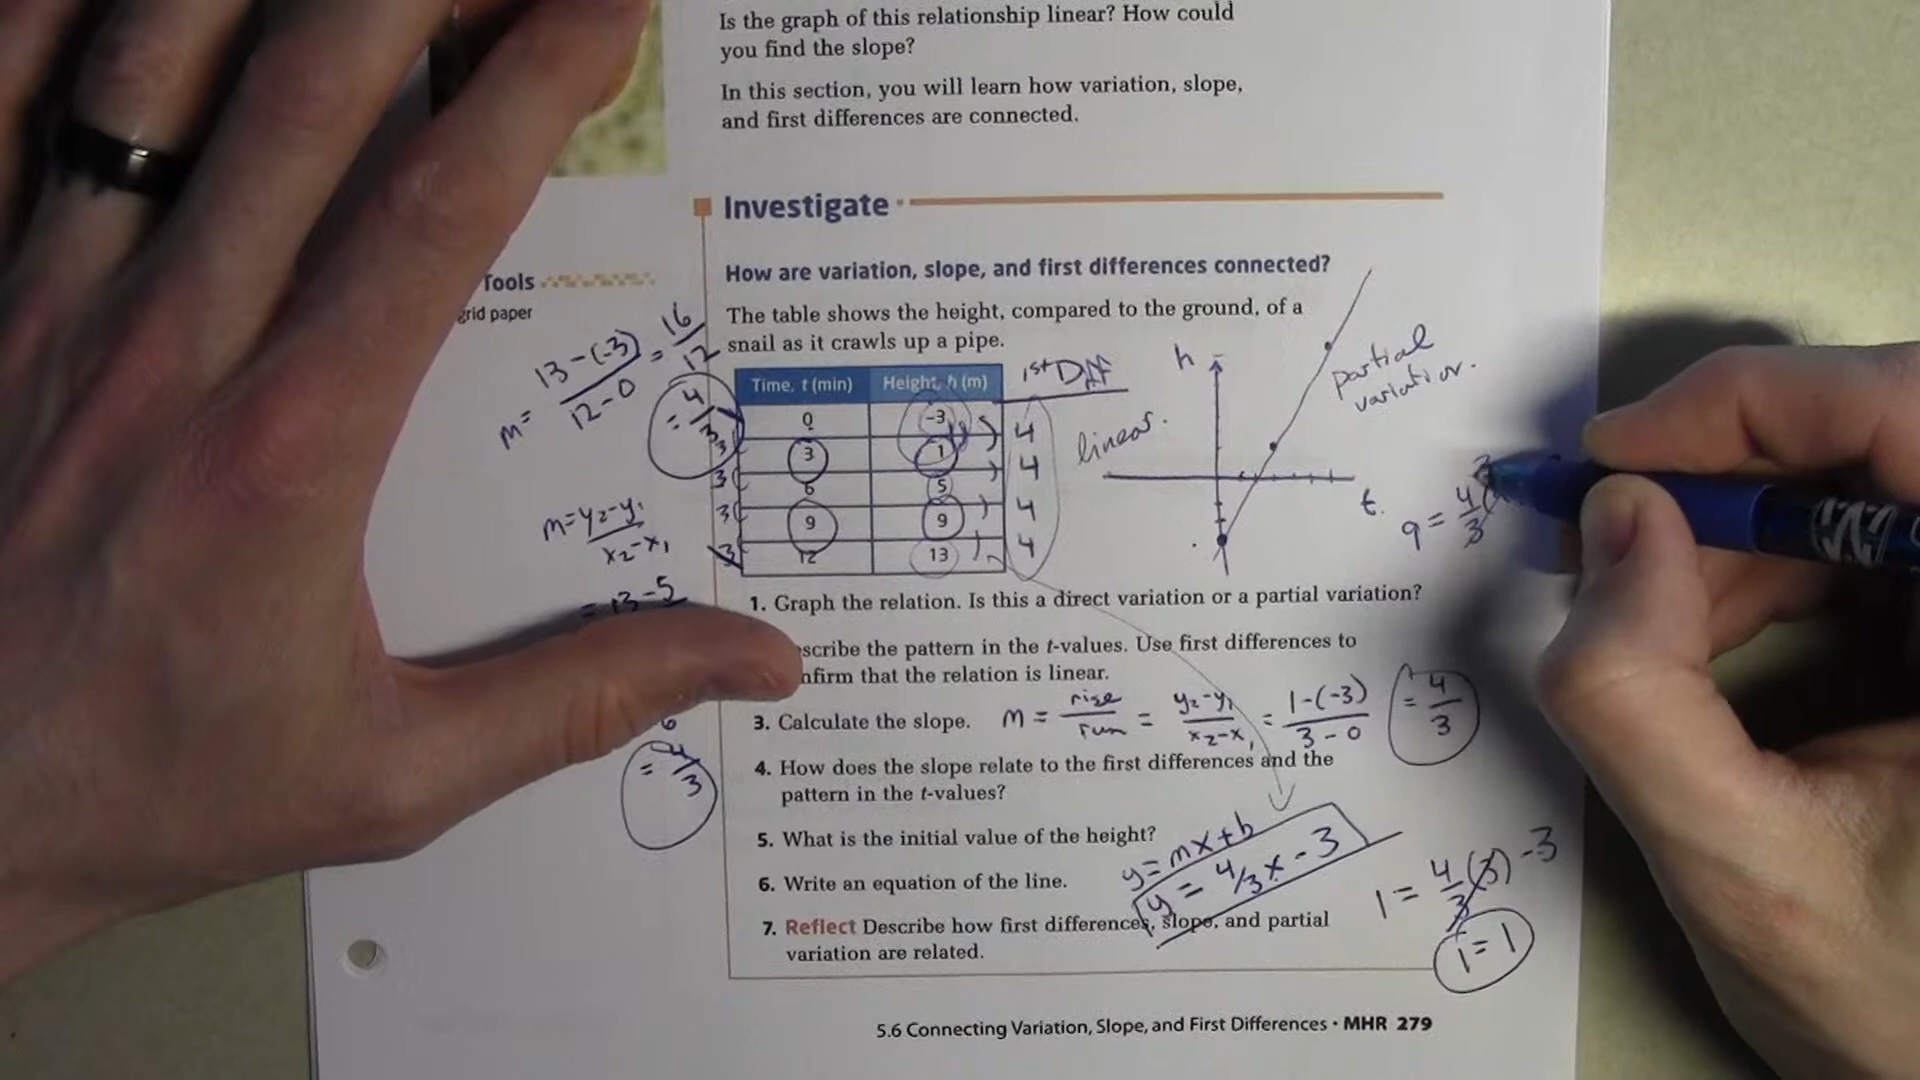 Is the graph of this relationship linear? How could
you find the slope?
In this section, you will learn how variation, slope,
and first differences are connected.
Investigate
Tools
grid paper
How are variation, slope, and first differences connected?
The table shows the height, compared to the ground, of a
snail as it crawls up a pipe.
Time, t (min) Height, h (m) 1st Diff
0 -3
3 1
6 5
9 9
12 13
4
4
4
4
3
3
3
3
m = 13-(-3) / 12-0 = 16/12
= 4/3
m = y₂-y₁ / x₂-x₁
= 13-5
6
= 4/3
linear.
h
t.
partial
variation.
9 = 4/3
1. Graph the relation. Is this a direct variation or a partial variation?
scribe the pattern in the t-values. Use first differences to
nfirm that the relation is linear.
3. Calculate the slope. m = rise/run = y₂-y₁ / x₂-x₁ = 1-(-3) / 3-0 = 4/3
4. How does the slope relate to the first differences and the
pattern in the t-values?
5. What is the initial value of the height?
y = mx+b
6. Write an equation of the line.
y = 4/3x - 3
1 = 4/3(3) -3
1 = 1
7. Reflect Describe how first differences, slope, and partial
variation are related.
5.6 Connecting Variation, Slope, and First Differences • MHR 279